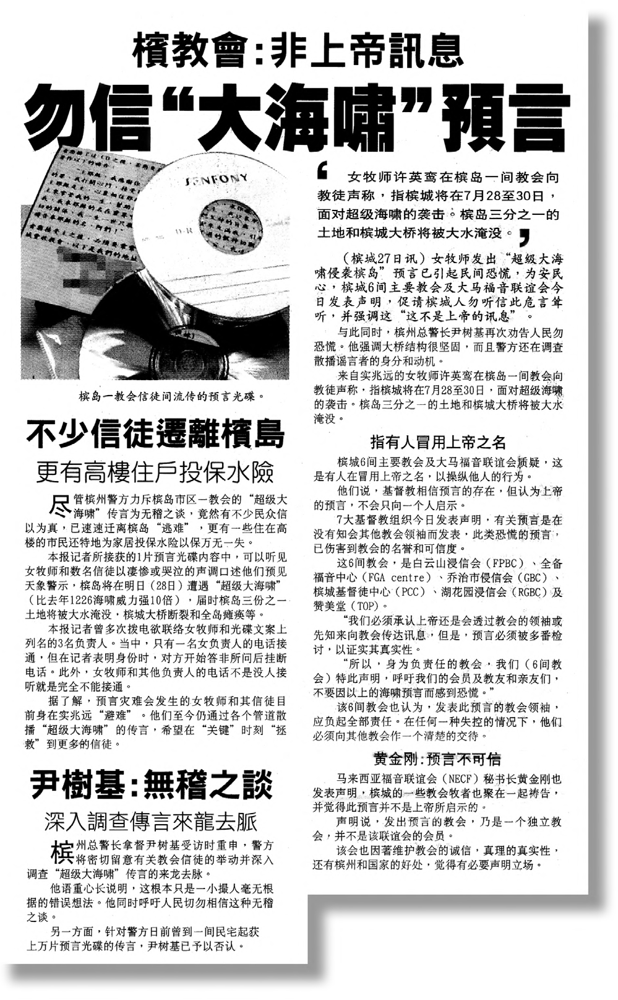 檳教會：非上帝訊息
勿信“大海嘯”預言
SENFONY
D-R
槟岛一教会信徒间流传的预言光碟。
‘女牧师许英鸾在槟岛一间教会向
教徒声称，指槟城将在7月28至30日，
面对超级海啸的袭击。槟岛三分之一的
土地和槟城大桥将被大水淹没。’
（槟城27日讯）女牧师发出“超级大海
啸侵袭槟岛”预言已引起民间恐慌，为安民
心，槟城6间主要教会及大马福音联谊会今
日发表声明，促请槟城人勿听信此危言耸
听，并强调这“这不是上帝的讯息”。
与此同时，槟州总警长尹树基再次劝告人民勿
恐慌。他强调大桥结构很坚固，而且警方还在调查
散播谣言者的身分和动机。
来自实兆远的女牧师许英鸾在槟岛一间教会向
教徒声称，指槟城将在7月28至30日，面对超级海啸
的袭击。槟岛三分之一的土地和槟城大桥将被大水
淹没。
指有人冒用上帝之名
槟城6间主要教会及大马福音联谊会质疑，这
是有人在冒用上帝之名，以操纵他人的行为。
他们说，基督教相信预言的存在，但认为上帝
的预言，不会只向一个人启示。
7大基督教组织今日发表声明，有关预言是在
没有知会其他教会领袖而发表，此类恐慌的预言，
已伤害到教会的名誉和可信度。
这6间教会，是白云山浸信会（FPBC）、全备
福音中心（FGA centre）、乔治市侵信会（GBC）、
槟城基督徒中心（PCC）、湖花园浸信会（RGBC）及
赞美堂（TOP）。
“我们必须承认上帝还是会透过教会的领袖或
先知来向教会传达讯息，但是，预言必须被多番检
讨，以证实其真实性。
“所以，身为负责任的教会，我们（6间教
会）特此声明，呼吁我们的会员及教友和亲友们，
不要因以上的海啸预言而感到恐慌。”
该6间教会也认为，发表此预言的教会领袖，
应负起全部责任。在任何一种失控的情况下，他们
必须向其他教会作一个清楚的交待。
黄金刚：预言不可信
马来西亚福音联谊会（NECF）秘书长黄金刚也
发表声明，槟城的一些教会牧者也聚在一起祷告，
并觉得此预言并不是上帝所启示的。
声明说，发出预言的教会，乃是一个独立教
会，并不是该联谊会的会员。
该会也因著维护教会的诚信，真理的真实性，
还有槟州和国家的好处，觉得有必要声明立场。
不少信徒遷離檳島
更有高樓住戶投保水險
尽管槟州警方力斥槟岛市区一教会的“超级大
海啸”传言为无稽之谈，竟然有不少民众信
以为真，已速速迁离槟岛“逃难”，更有一些住在高
楼的市民还特地为家居投保水险以保万无一失。
本报记者所接获的1片预言光碟内容中，可以听见
女牧师和数名信徒以凄惨或哭泣的声调口述他们预见
天象警示，槟岛将在明日（28日）遭遇“超级大海啸”
（比去年1226海啸威力强10倍），届时槟岛三份之一
土地将被大水淹没，槟城大桥断裂和全岛瘫痪等。
本报记者曾多次拨电欲联络女牧师和光碟文案上
列名的3名负责人。当中，只有一名女负责人的电话接
通，但在记者表明身份时，对方开始答非所问后挂断
电话。此外，女牧师和其他负责人的电话不是没人接
听就是完全不能接通。
据了解，预言灾难会发生的女牧师和其信徒目
前身在实兆远“避难”。他们至今仍通过各个管道散
播“超级大海啸”的传言，希望在“关键”时刻“拯
救”到更多的信徒。
尹樹基：無稽之談
深入調查傳言來龍去脈
槟州总警长拿督尹树基受访时重申，警方
将密切留意有关教会信徒的举动并深入
调查“超级大海啸”传言的来龙去脉。
他语重心长说明，这根本只是一小撮人毫无根
据的错误想法。他同时呼吁人民切勿相信这种无稽
之谈。
另一方面，针对警方日前曾到一间民宅起获
上万片预言光碟的传言，尹树基已予以否认。